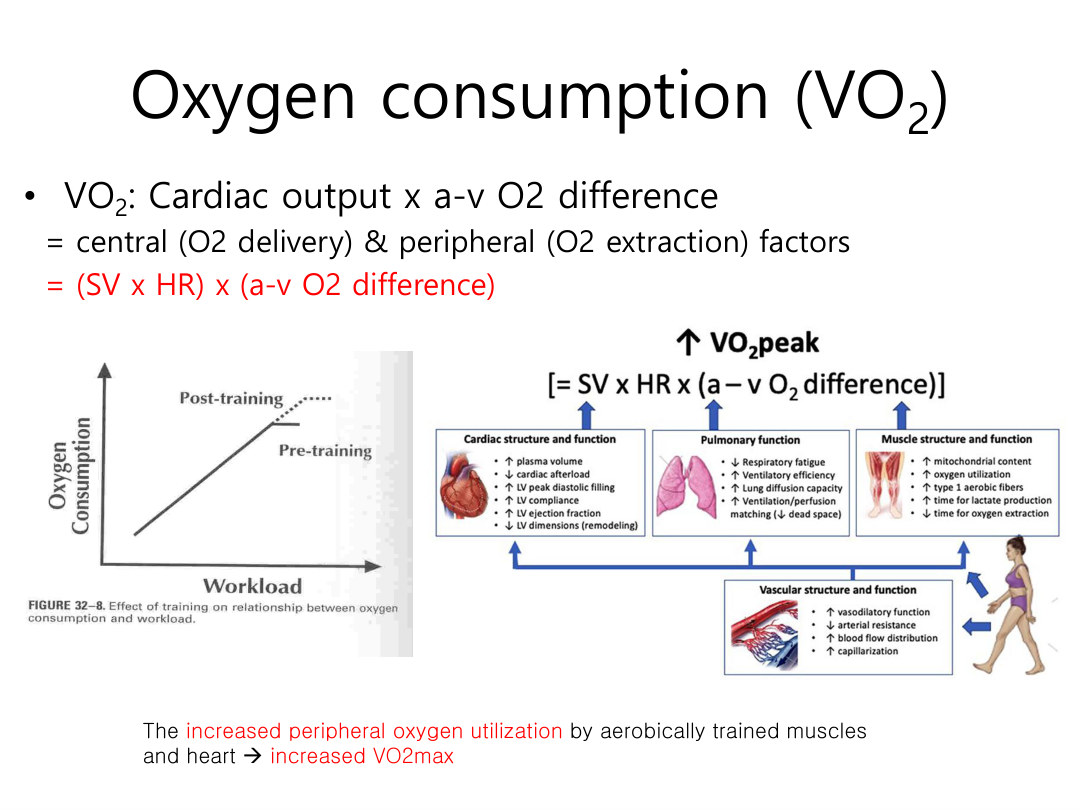 Oxygen consumption (VO2)
• VO2: Cardiac output x a-v O2 difference
= central (O2 delivery) & peripheral (O2 extraction) factors
= (SV x HR) x (a-v O2 difference)
Oxygen
Consumption
Post-training
Pre-training
Workload
FIGURE 32–8. Effect of training on relationship between oxygen
consumption and workload.
↑ VO2peak
[= SV x HR x (a – v O2 difference)]
Cardiac structure and function
• ↑ plasma volume
• ↓ cardiac afterload
• ↑ LV peak diastolic filling
• ↑ LV compliance
• ↑ LV ejection fraction
• ↓ LV dimensions (remodeling)
Pulmonary function
• ↓ Respiratory fatigue
• ↑ Ventilatory efficiency
• ↑ Lung diffusion capacity
• ↑ Ventilation/perfusion
matching (↓ dead space)
Muscle structure and function
• ↑ mitochondrial content
• ↑ oxygen utilization
• ↑ type 1 aerobic fibers
• ↑ time for lactate production
• ↓ time for oxygen extraction
Vascular structure and function
• ↑ vasodilatory function
• ↓ arterial resistance
• ↑ blood flow distribution
• ↑ capillarization
The increased peripheral oxygen utilization by aerobically trained muscles
and heart → increased VO2max